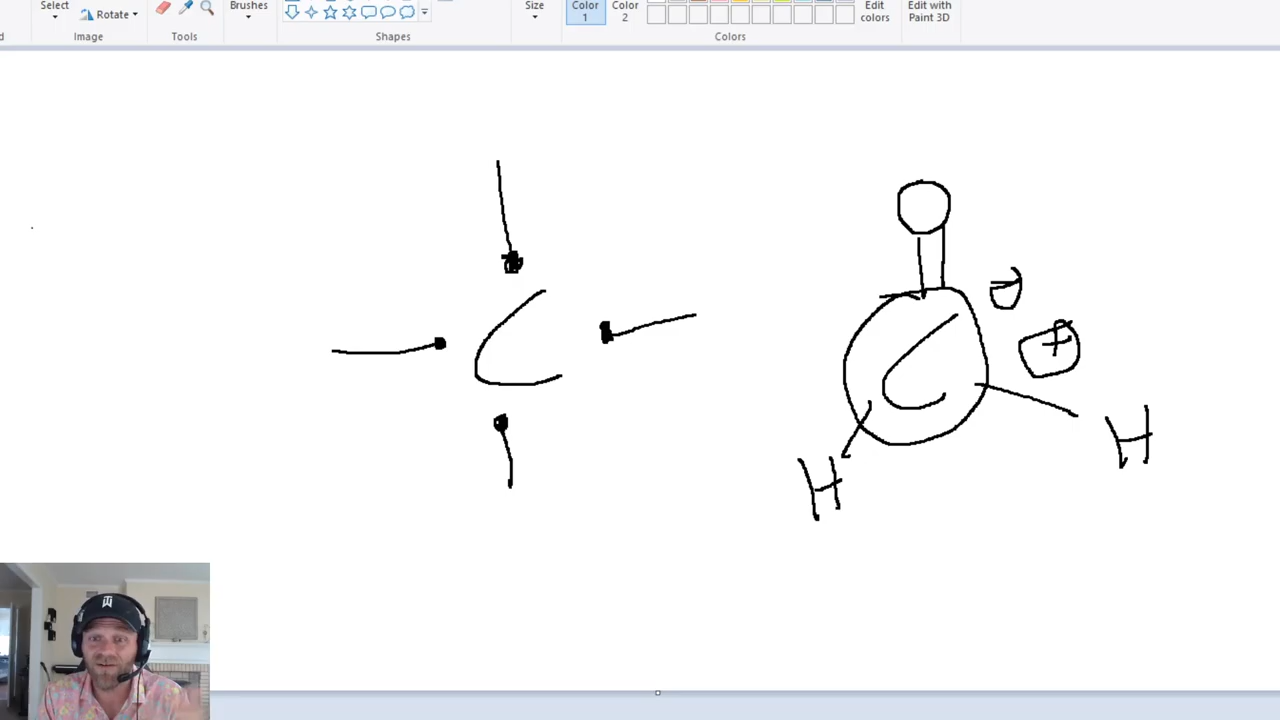 Select
Rotate
Brushes
Size
Color 1
Color 2
Edit colors
Edit with Paint 3D
Image
Tools
Shapes
Colors
C
O
C
+
H
H